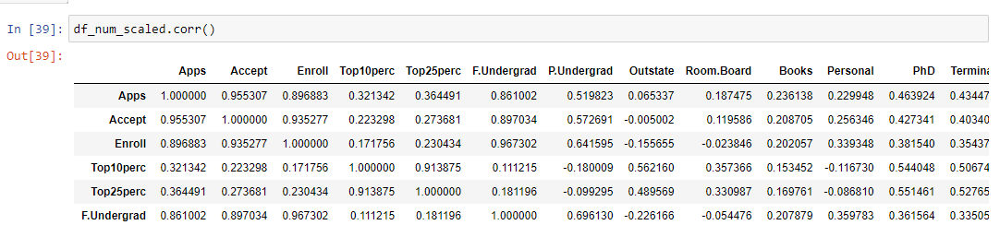 In [39]: df_num_scaled.corr()
Out[39]:
Apps Accept Enroll Top10perc Top25perc F.Undergrad P.Undergrad Outstate Room.Board Books Personal PhD Termina
Apps 1.000000 0.955307 0.896883 0.321342 0.364491 0.861002 0.519823 0.065337 0.187475 0.236138 0.229948 0.463924 0.43447
Accept 0.955307 1.000000 0.935277 0.223298 0.273681 0.897034 0.572691 -0.005002 0.119586 0.208705 0.256346 0.427341 0.40340
Enroll 0.896883 0.935277 1.000000 0.171756 0.230434 0.967302 0.641595 -0.155655 -0.023846 0.202057 0.339348 0.381540 0.35437
Top10perc 0.321342 0.223298 0.171756 1.000000 0.913875 0.111215 -0.180009 0.562160 0.357366 0.153452 -0.116730 0.544048 0.50674
Top25perc 0.364491 0.273681 0.230434 0.913875 1.000000 0.181196 -0.099295 0.489569 0.330987 0.169761 -0.086810 0.551461 0.52765
F.Undergrad 0.861002 0.897034 0.967302 0.111215 0.181196 1.000000 0.696130 -0.226166 -0.054476 0.207879 0.359783 0.361564 0.33505